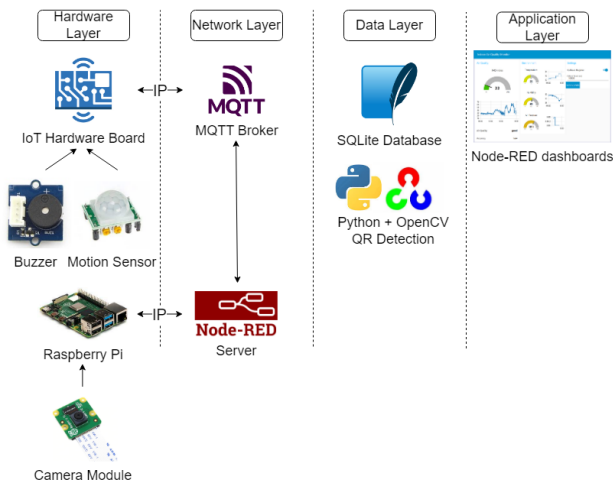 Hardware
Layer
Network Layer
Data Layer
Application
Layer
IP
MQTT
IoT Hardware Board
MQTT Broker
SQLite Database
Node-RED dashboards
Python + OpenCV
QR Detection
Buzzer
Motion Sensor
IP
Node-RED
Raspberry Pi
Server
Camera Module